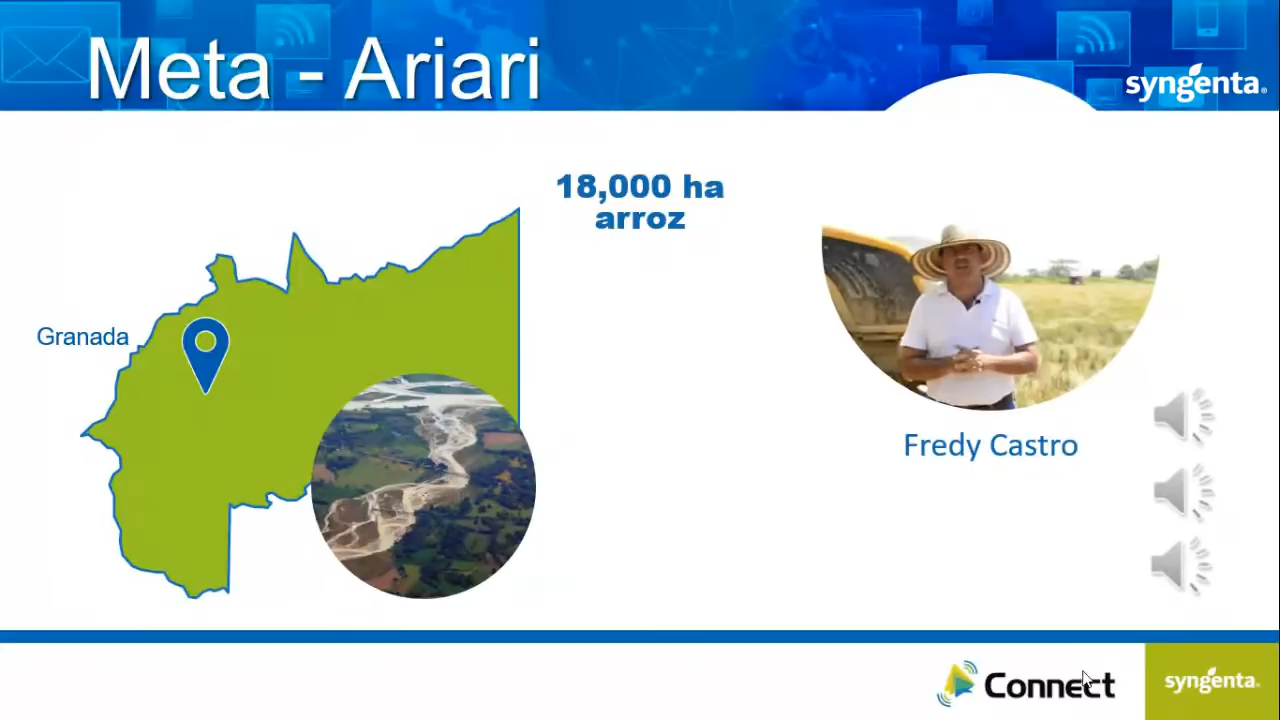 Meta - Ariari
syngenta®
18,000 ha
arroz
Granada
Fredy Castro
Connect
syngenta®